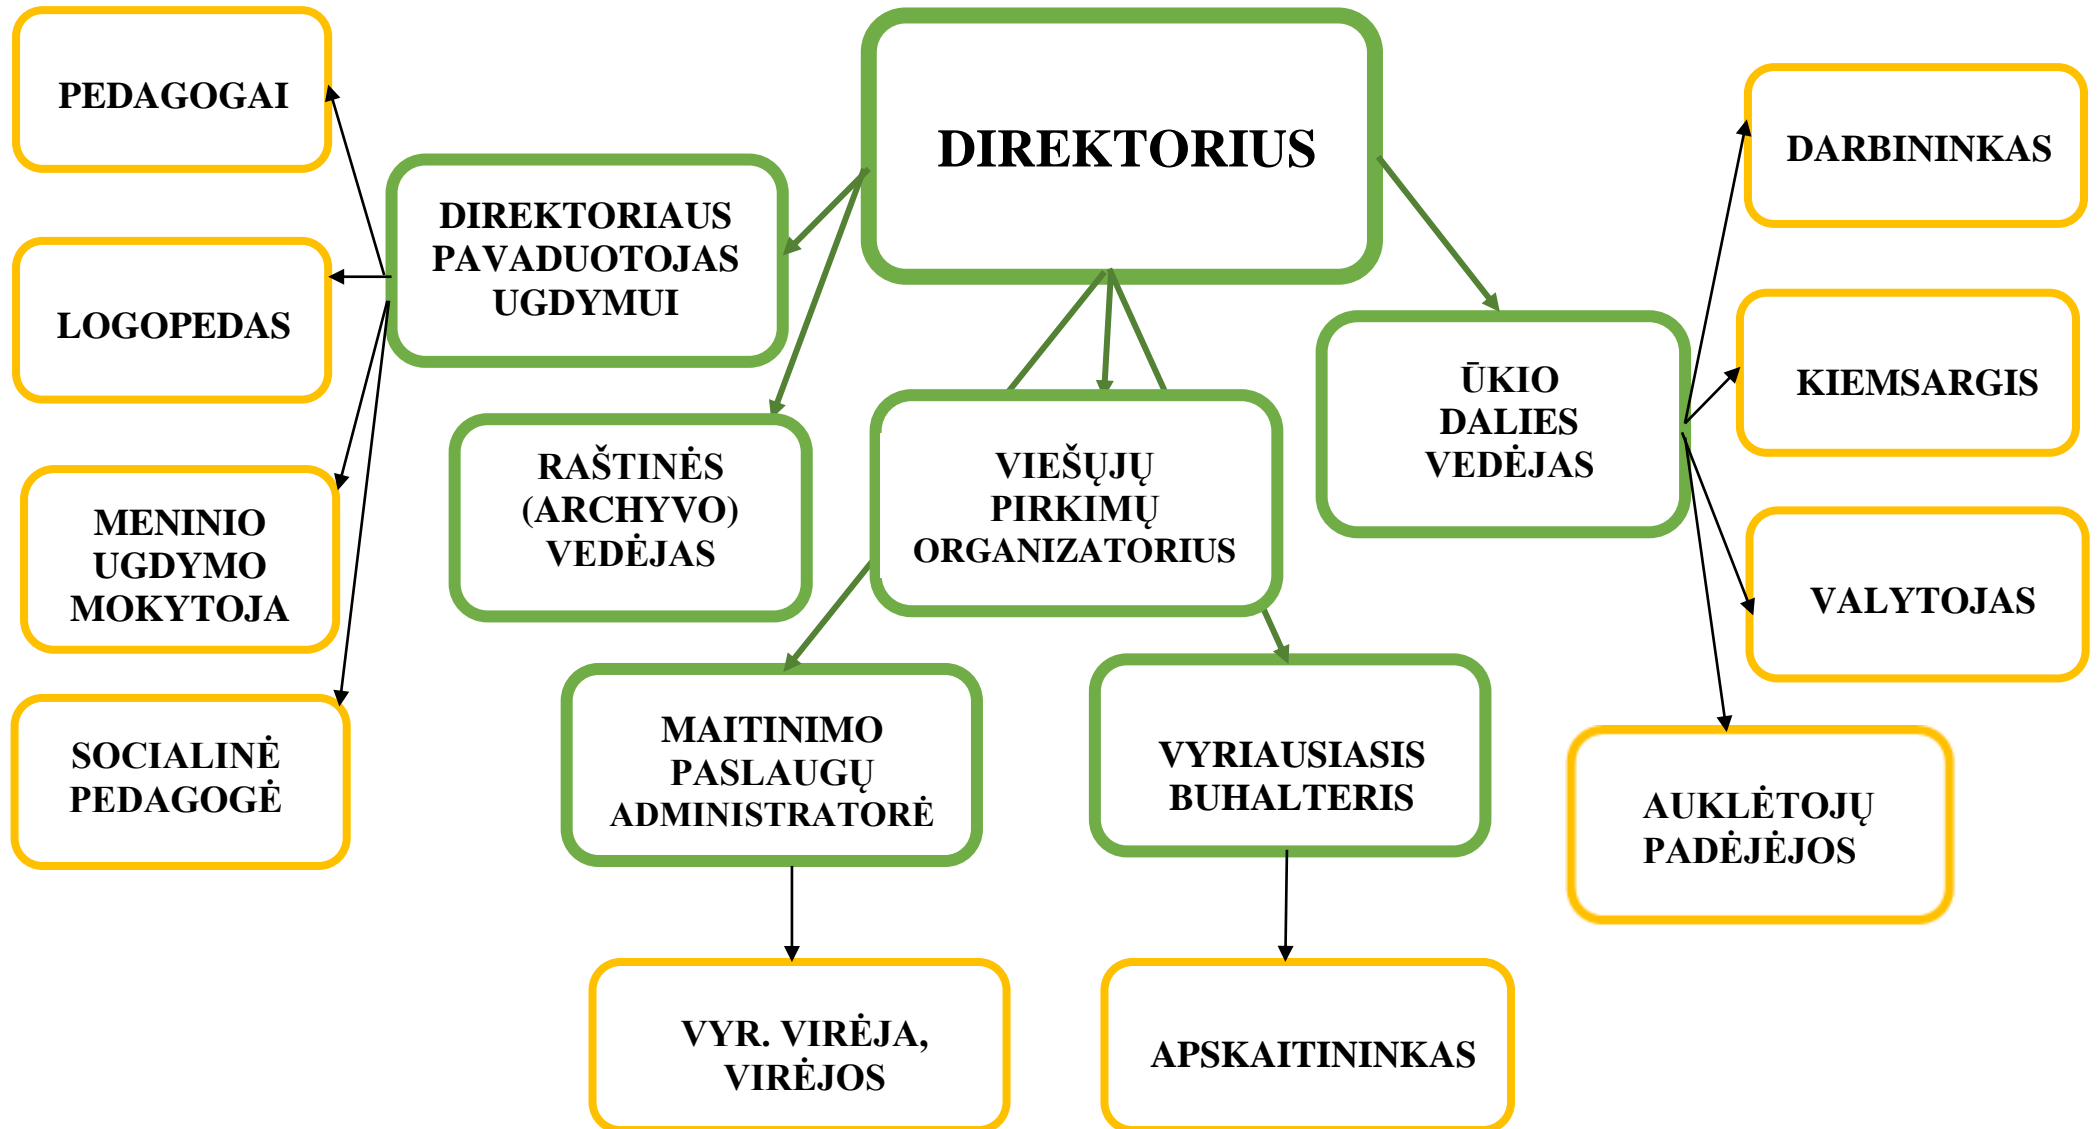 DIREKTORIUS
PEDAGOGAI
DIREKTORIAUS
PAVADUOTOJAS
UGDYMUI
DARBININKAS
LOGOPEDAS
ŪKIO
DALIES
VEDĖJAS
KIEMSARGIS
RAŠTINĖS
(ARCHYVO)
VEDĖJAS
VIEŠŲJŲ
PIRKIMŲ
ORGANIZATORIUS
MENINIO
UGDYMO
MOKYTOJA
VALYTOJAS
SOCIALINĖ
PEDAGOGĖ
MAITINIMO
PASLAUGŲ
ADMINISTRATORĖ
VYRIAUSIASIS
BUHALTERIS
AUKLĖTOJŲ
PADĖJĖJOS
VYR. VIRĖJA,
VIRĖJOS
APSKAITININKAS